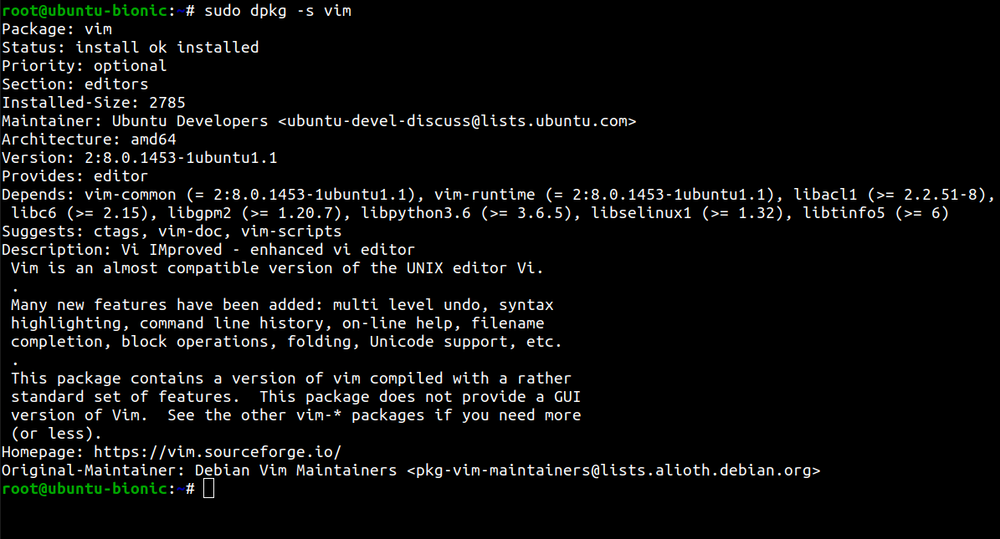 root@ubuntu-bionic:~# sudo dpkg -s vim
Package: vim
Status: install ok installed
Priority: optional
Section: editors
Installed-Size: 2785
Maintainer: Ubuntu Developers <ubuntu-devel-discuss@lists.ubuntu.com>
Architecture: amd64
Version: 2:8.0.1453-1ubuntu1.1
Provides: editor
Depends: vim-common (= 2:8.0.1453-1ubuntu1.1), vim-runtime (= 2:8.0.1453-1ubuntu1.1), libacl1 (>= 2.2.51-8),
 libc6 (>= 2.15), libgpm2 (>= 1.20.7), libpython3.6 (>= 3.6.5), libselinux1 (>= 1.32), libtinfo5 (>= 6)
Suggests: ctags, vim-doc, vim-scripts
Description: Vi IMproved - enhanced vi editor
 Vim is an almost compatible version of the UNIX editor Vi.
 .
 Many new features have been added: multi level undo, syntax
 highlighting, command line history, on-line help, filename
 completion, block operations, folding, Unicode support, etc.
 .
 This package contains a version of vim compiled with a rather
 standard set of features.  This package does not provide a GUI
 version of Vim.  See the other vim-* packages if you need more
 (or less).
Homepage: https://vim.sourceforge.io/
Original-Maintainer: Debian Vim Maintainers <pkg-vim-maintainers@lists.alioth.debian.org>
root@ubuntu-bionic:~#